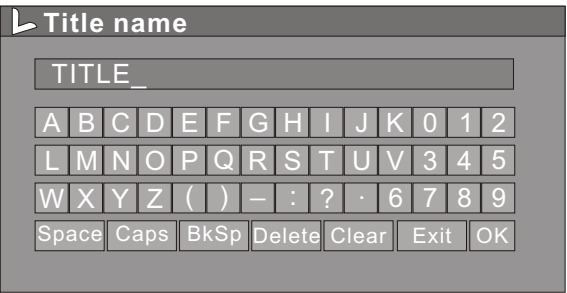 Title name
TITLE_
A B C D E F G H I J K 0 1 2
L M N O P Q R S T U V 3 4 5
W X Y Z ( ) – : ? · 6 7 8 9
Space Caps BkSp Delete Clear Exit OK